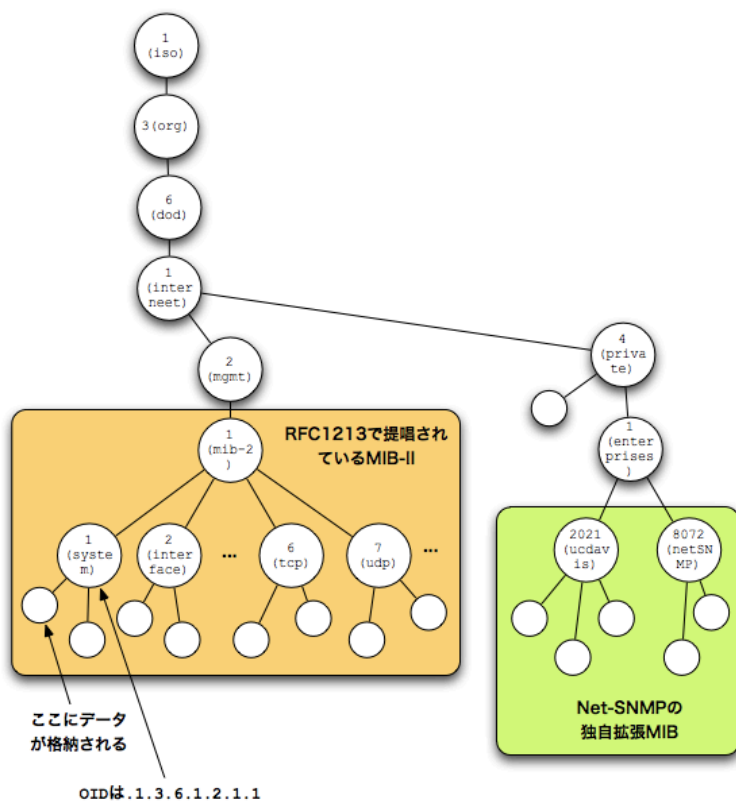 1
(iso)
3(org)
6
(dod)
1
(inter
neet)
2
(mgmt)
4
(priva
te)
1
(enter
prises
)
RFC1213で提唱され
ているMIB-II
1
(mib-2
)
1
(syste
m)
2
(inter
face)
...
6
(tcp)
7
(udp)
...
2021
(ucdav
is)
8072
(netSN
MP)
Net-SNMPの
独自拡張MIB
ここにデータ
が格納される
OIDは.1.3.6.1.2.1.1